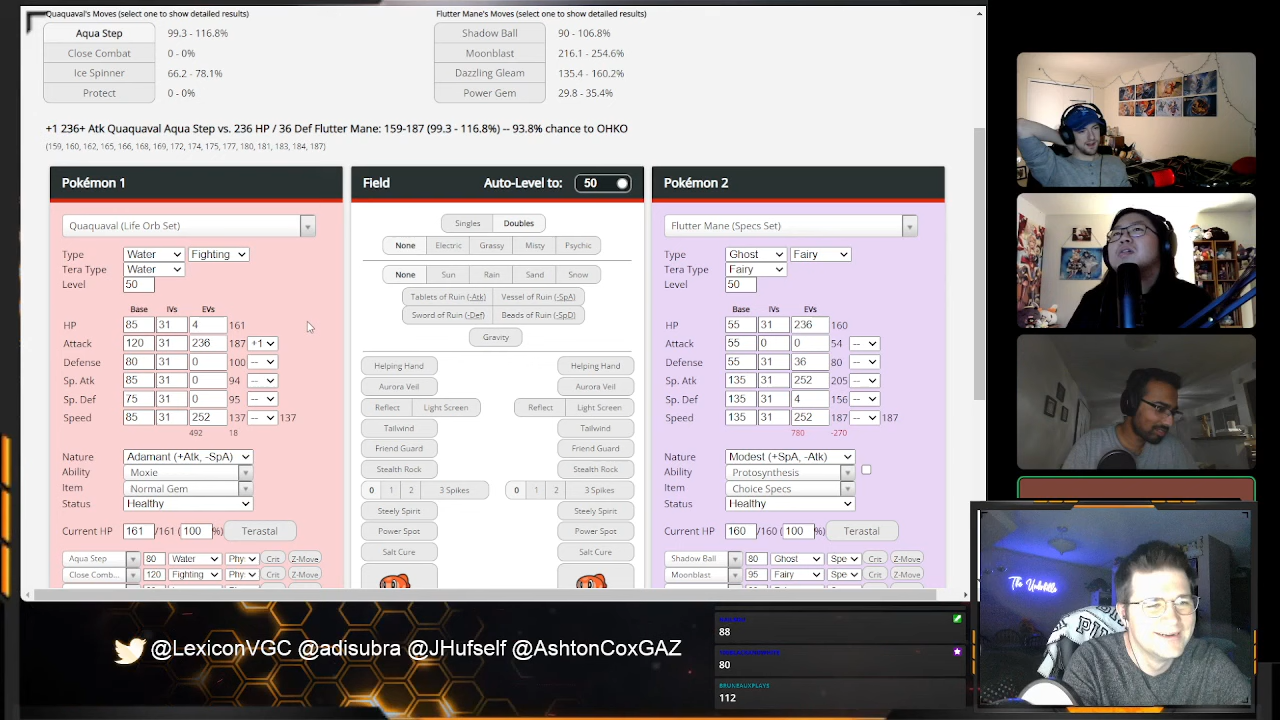 Quaquaval's Moves (select one to show detailed results)
Flutter Mane's Moves (select one to show detailed results)
Aqua Step 99.3 - 116.8%
Shadow Ball 90 - 106.8%
Close Combat 0 - 0%
Moonblast 216.1 - 254.6%
Ice Spinner 66.2 - 78.1%
Dazzling Gleam 135.4 - 160.2%
Protect 0 - 0%
Power Gem 29.8 - 35.4%
+1 236+ Atk Quaquaval Aqua Step vs. 236 HP / 36 Def Flutter Mane: 159-187 (99.3 - 116.8%) -- 93.8% chance to OHKO
(159, 160, 162, 165, 166, 168, 169, 172, 174, 175, 177, 180, 181, 183, 184, 187)
Pokémon 1
Quaquaval (Life Orb Set)
Type Water Fighting
Tera Type Water
Level 50
Base IVs EVs
HP 85 31 4 161
Attack 120 31 236 187 +1
Defense 80 31 0 100 --
Sp. Atk 85 31 0 94 --
Sp. Def 75 31 0 95 --
Speed 85 31 252 137 -- 137
492 18
Nature Adamant (+Atk, -SpA)
Ability Moxie
Item Normal Gem
Status Healthy
Current HP 161 /161 (100 %) Terastal
Aqua Step 80 Water Phy Crit Z-Move
Close Comb... 120 Fighting Phy Crit Z-Move
Field Auto-Level to: 50
Singles Doubles
None Electric Grassy Misty Psychic
None Sun Rain Sand Snow
Tablets of Ruin (-Atk) Vessel of Ruin (-SpA)
Sword of Ruin (-Def) Beads of Ruin (-SpD)
Gravity
Helping Hand Helping Hand
Aurora Veil Aurora Veil
Reflect Light Screen Reflect Light Screen
Tailwind Tailwind
Friend Guard Friend Guard
Stealth Rock Stealth Rock
0 1 2 3 Spikes 0 1 2 3 Spikes
Steely Spirit Steely Spirit
Power Spot Power Spot
Salt Cure Salt Cure
Pokémon 2
Flutter Mane (Specs Set)
Type Ghost Fairy
Tera Type Fairy
Level 50
Base IVs EVs
HP 55 31 236 160
Attack 55 0 0 54 --
Defense 55 31 36 80 --
Sp. Atk 135 31 252 205 --
Sp. Def 135 31 4 156 --
Speed 135 31 252 187 -- 187
780 -270
Nature Modest (+SpA, -Atk)
Ability Protosynthesis
Item Choice Specs
Status Healthy
Current HP 160 /160 (100 %) Terastal
Shadow Ball 80 Ghost Spe Crit Z-Move
Moonblast 95 Fairy Spe Crit Z-Move
@LexiconVGC @adisubra @JHufself @AshtonCoxGAZ
88
80
BRUNEAUXPLAYS
112